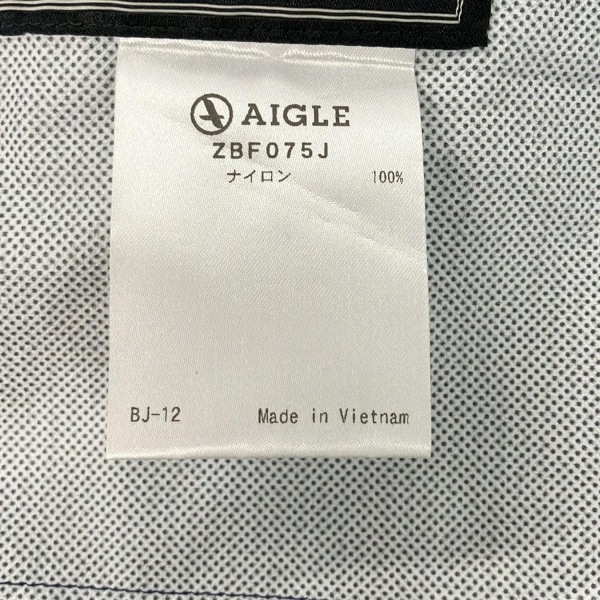 AIGLE
ZBF075J
ナイロン 100%
BJ-12 Made in Vietnam